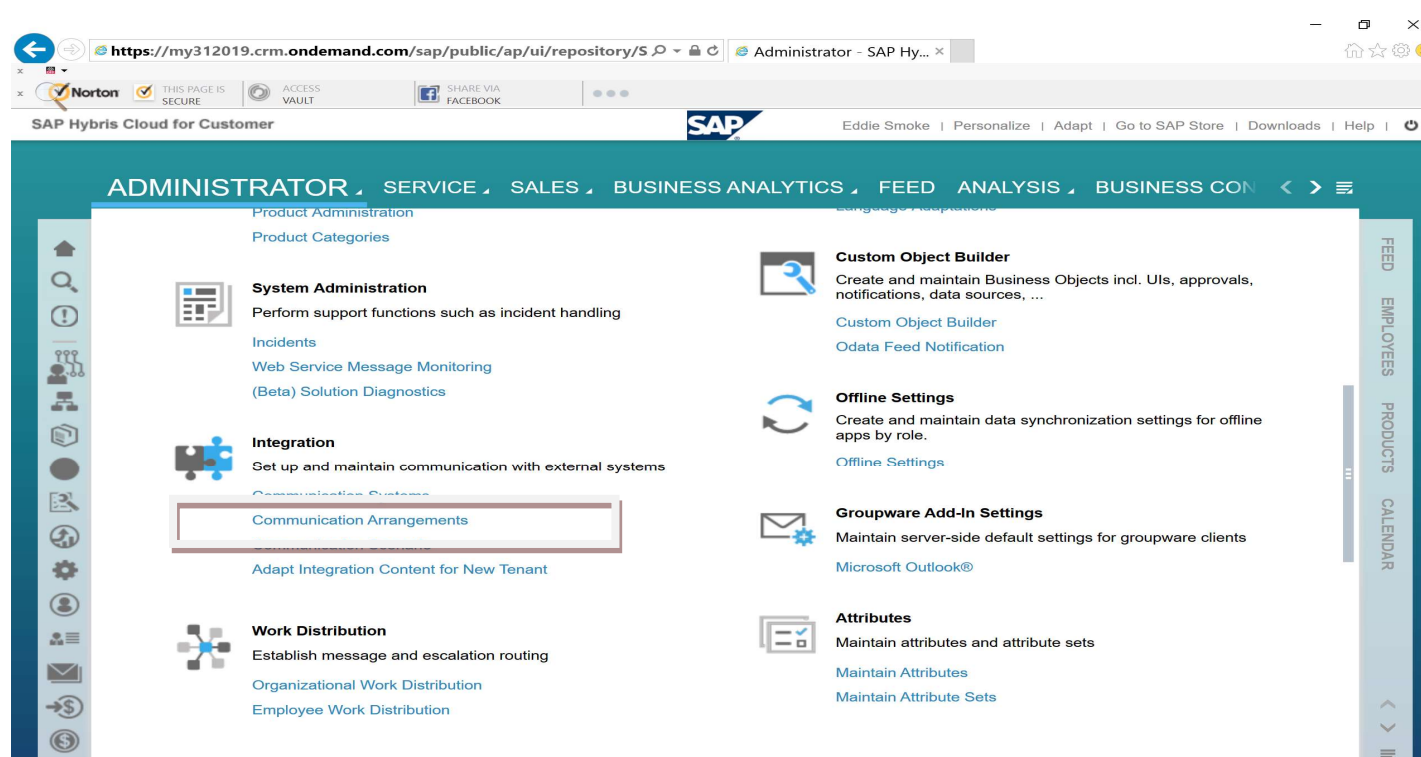 https://my312019.crm.ondemand.com/sap/public/ap/ui/repository/S
Administrator - SAP Hy...
Norton
THIS PAGE IS SECURE
ACCESS VAULT
SHARE VIA FACEBOOK
SAP Hybris Cloud for Customer
SAP
Eddie Smoke | Personalize | Adapt | Go to SAP Store | Downloads | Help |
ADMINISTRATOR SERVICE SALES BUSINESS ANALYTICS FEED ANALYSIS BUSINESS CON
Product Administration
Product Categories
System Administration
Perform support functions such as incident handling
Incidents
Web Service Message Monitoring
(Beta) Solution Diagnostics
Integration
Set up and maintain communication with external systems
Communication Systems
Communication Arrangements
Communication Scenario
Adapt Integration Content for New Tenant
Work Distribution
Establish message and escalation routing
Organizational Work Distribution
Employee Work Distribution
Language Adaptations
Custom Object Builder
Create and maintain Business Objects incl. UIs, approvals,
notifications, data sources, ...
Custom Object Builder
Odata Feed Notification
Offline Settings
Create and maintain data synchronization settings for offline
apps by role.
Offline Settings
Groupware Add-In Settings
Maintain server-side default settings for groupware clients
Microsoft Outlook®
Attributes
Maintain attributes and attribute sets
Maintain Attributes
Maintain Attribute Sets
FEED
EMPLOYEES
PRODUCTS
CALENDAR